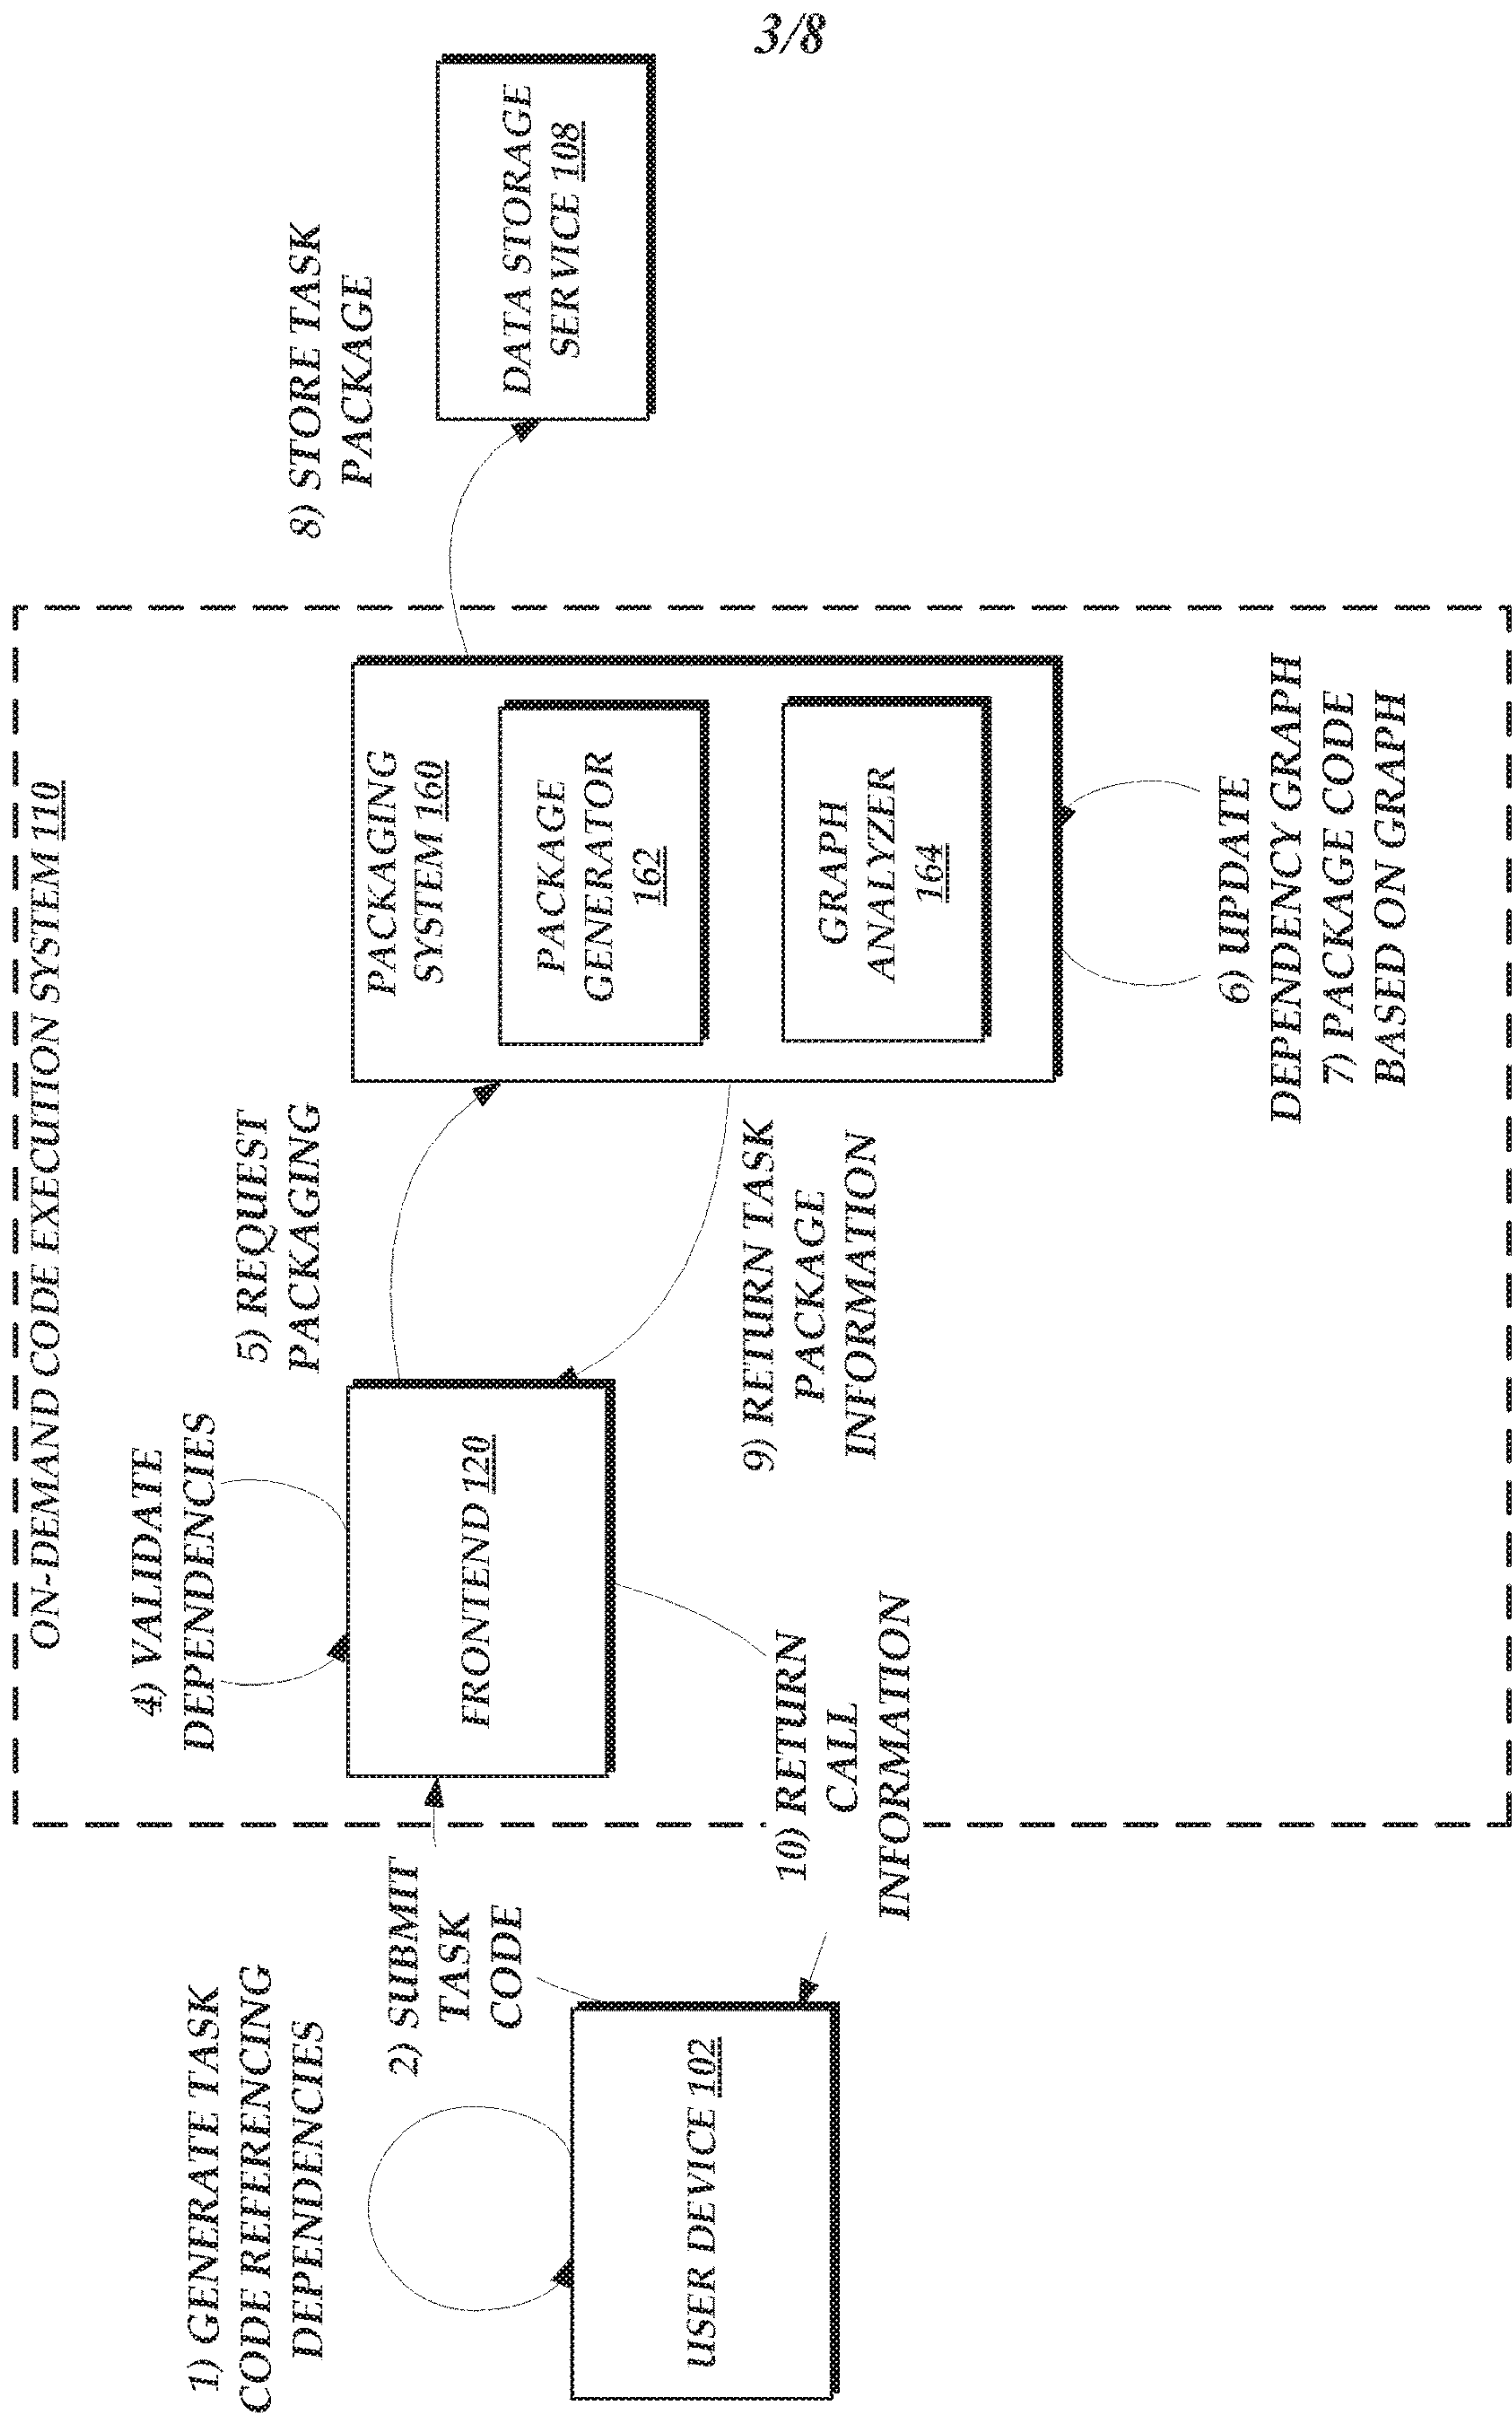 3/8
ON-DEMAND CODE EXECUTION SYSTEM 110
1) GENERATE TASK
CODE REFERENCING
DEPENDENCIES
USER DEVICE 102
2) SUBMIT
TASK
CODE
4) VALIDATE
DEPENDENCIES
FRONTEND 120
5) REQUEST
PACKAGING
PACKAGING
SYSTEM 160
PACKAGE
GENERATOR
162
GRAPH
ANALYZER
164
6) UPDATE
DEPENDENCY GRAPH
7) PACKAGE CODE
BASED ON GRAPH
8) STORE TASK
PACKAGE
DATA STORAGE
SERVICE 108
9) RETURN TASK
PACKAGE
INFORMATION
10) RETURN
CALL
INFORMATION